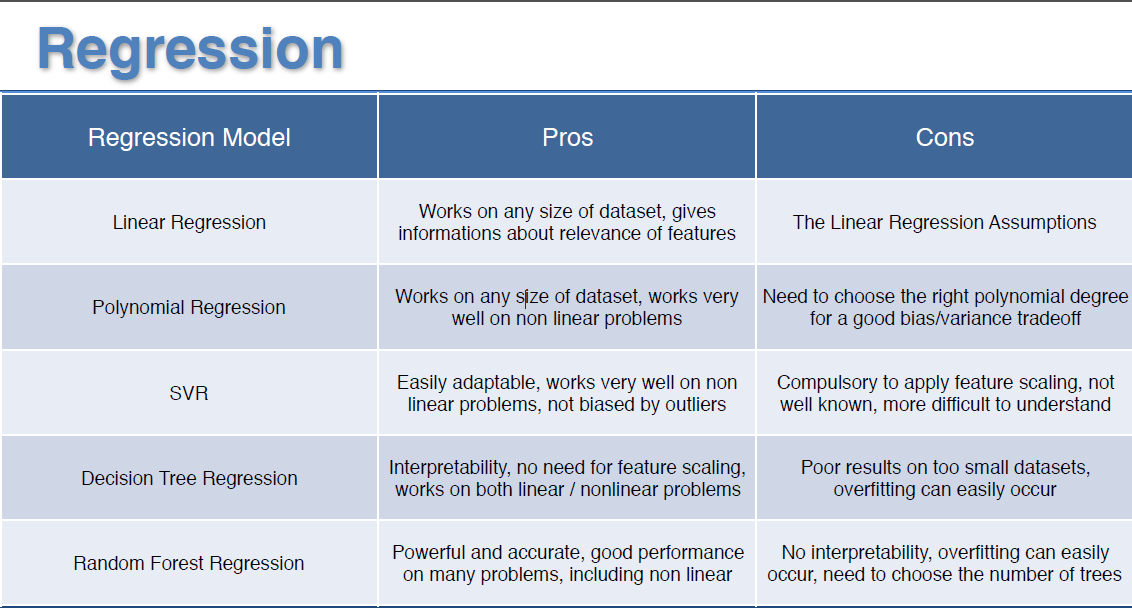 Regression
Regression Model
Pros
Cons
Linear Regression
Works on any size of dataset, gives
informations about relevance of features
The Linear Regression Assumptions
Polynomial Regression
Works on any size of dataset, works very
well on non linear problems
Need to choose the right polynomial degree
for a good bias/variance tradeoff
SVR
Easily adaptable, works very well on non
linear problems, not biased by outliers
Compulsory to apply feature scaling, not
well known, more difficult to understand
Decision Tree Regression
Interpretability, no need for feature scaling,
works on both linear / nonlinear problems
Poor results on too small datasets,
overfitting can easily occur
Random Forest Regression
Powerful and accurate, good performance
on many problems, including non linear
No interpretability, overfitting can easily
occur, need to choose the number of trees